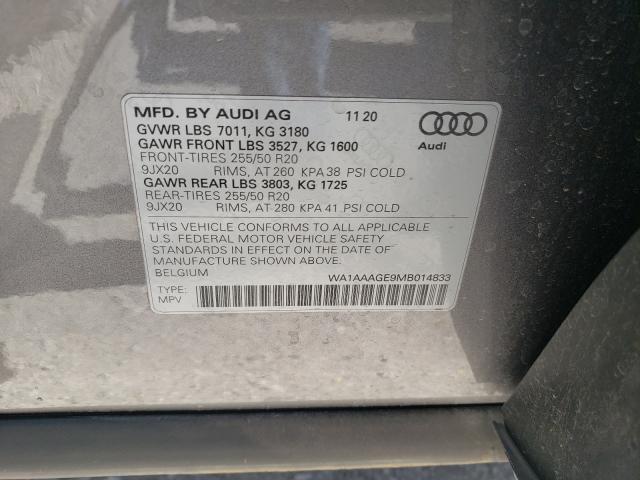 MFD. BY AUDI AG 11 20
GVWR LBS 7011, KG 3180
GAWR FRONT LBS 3527, KG 1600
FRONT-TIRES 255/50 R20
9JX20 RIMS, AT 260 KPA 38 PSI COLD
GAWR REAR LBS 3803, KG 1725
REAR-TIRES 255/50 R20
9JX20 RIMS, AT 280 KPA 41 PSI COLD
Audi
THIS VEHICLE CONFORMS TO ALL APPLICABLE
U.S. FEDERAL MOTOR VEHICLE SAFETY
STANDARDS IN EFFECT ON THE DATE OF
MANUFACTURE SHOWN ABOVE.
BELGIUM WA1AAAGE9MB014833
TYPE:
MPV